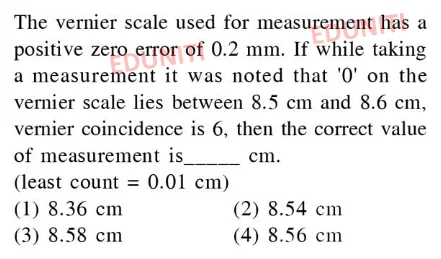 The vernier scale used for measurement has a
positive zero error of 0.2 mm. If while taking
a measurement it was noted that '0' on the
vernier scale lies between 8.5 cm and 8.6 cm,
vernier coincidence is 6, then the correct value
of measurement is_____ cm.
(least count = 0.01 cm)
(1) 8.36 cm (2) 8.54 cm
(3) 8.58 cm (4) 8.56 cm
EDUNITI
EDUNITI